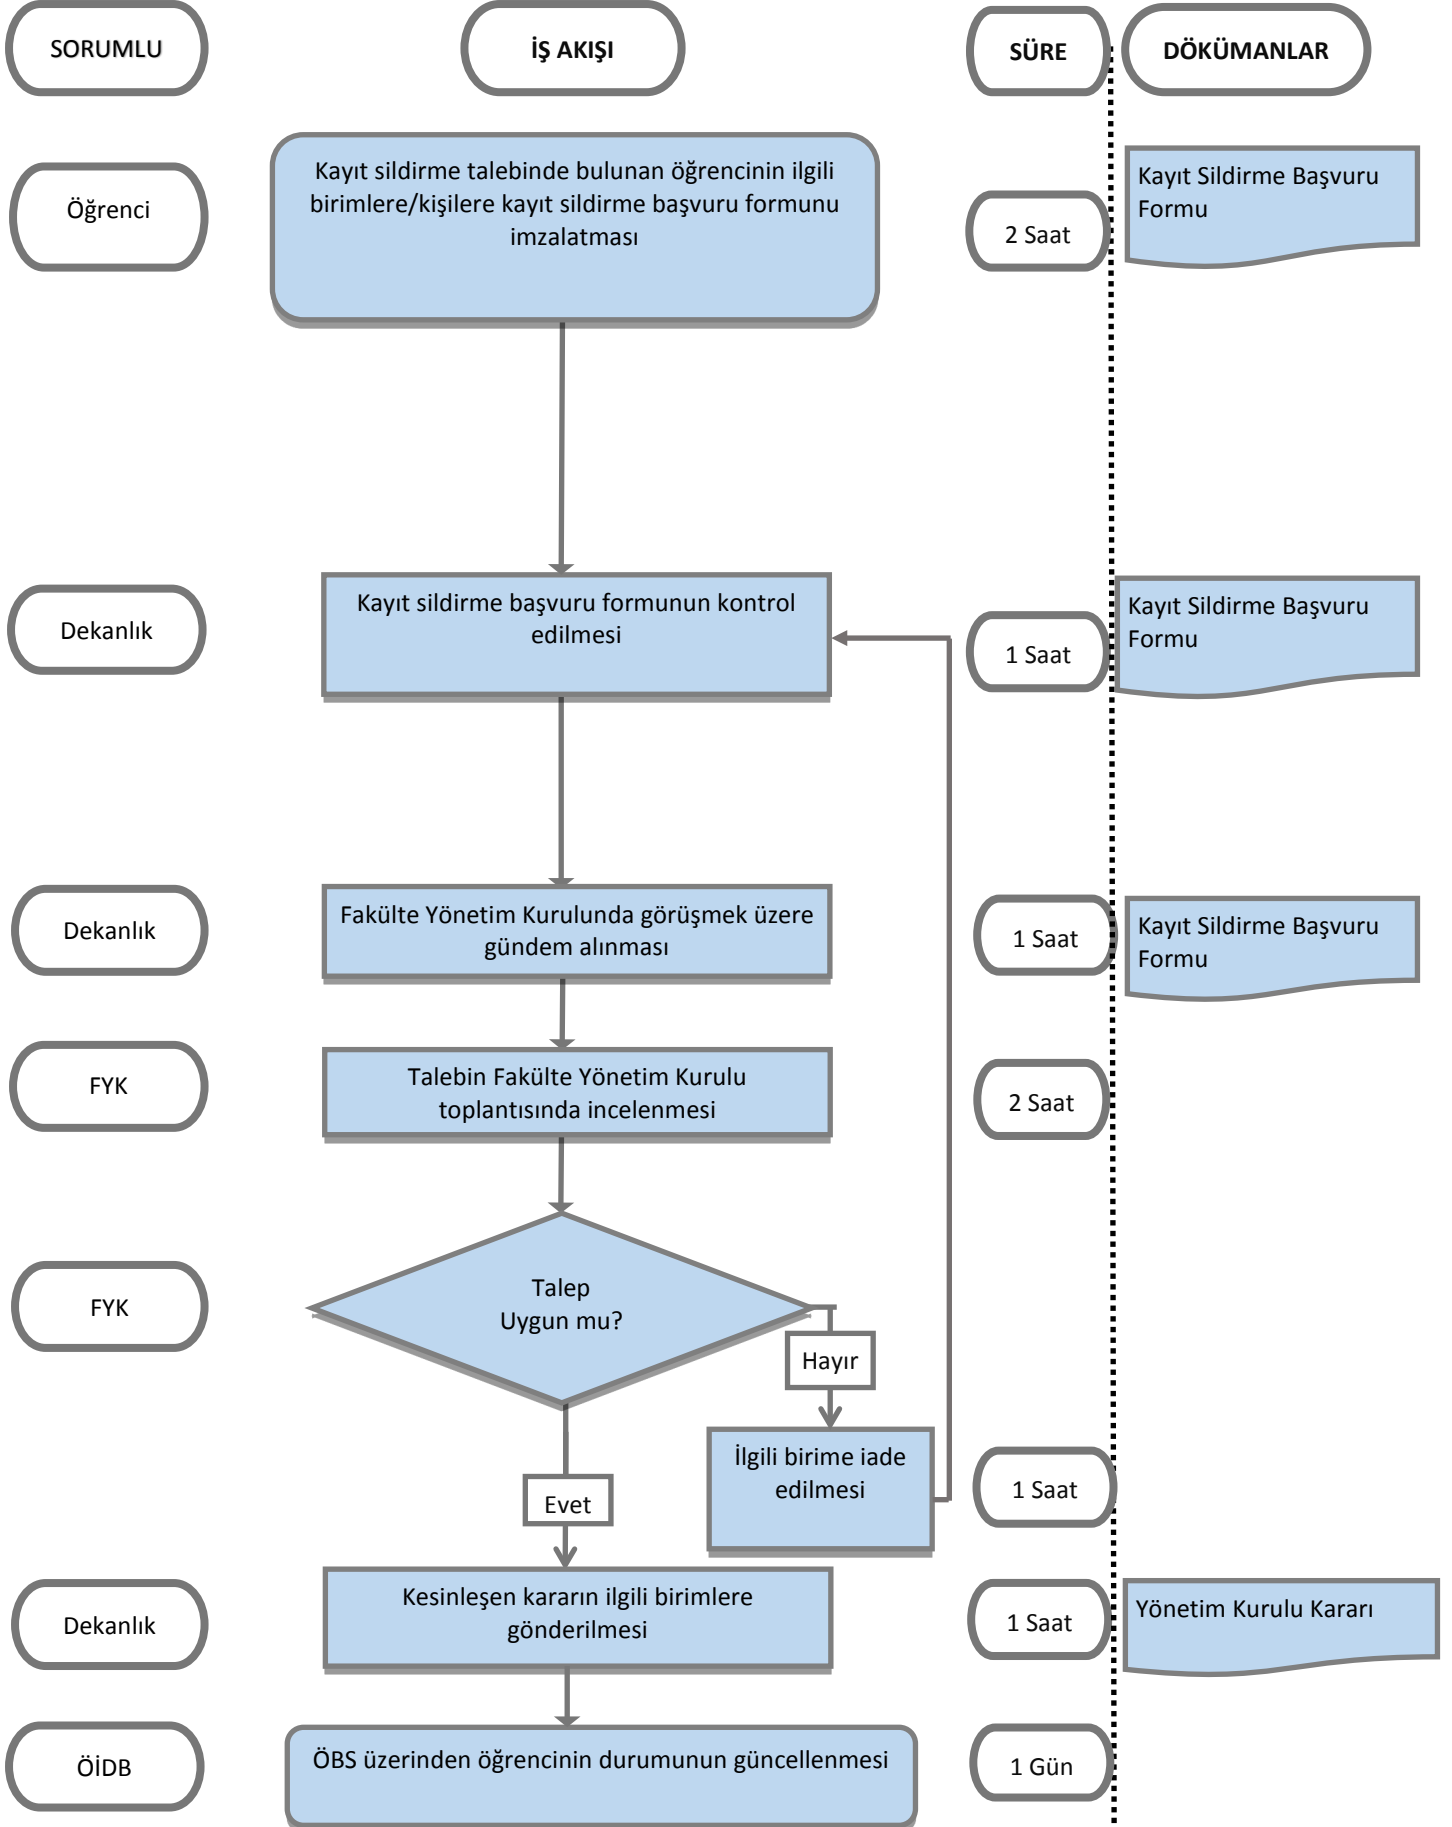 SORUMLU
İŞ AKIŞI
SÜRE
DÖKÜMANLAR
Öğrenci
Kayıt sildirme talebinde bulunan öğrencinin ilgili
birimlere/kişilere kayıt sildirme başvuru formunu
imzalatması
2 Saat
Kayıt Sildirme Başvuru
Formu
Dekanlık
Kayıt sildirme başvuru formunun kontrol
edilmesi
1 Saat
Kayıt Sildirme Başvuru
Formu
Dekanlık
Fakülte Yönetim Kurulunda görüşmek üzere
gündem alınması
1 Saat
Kayıt Sildirme Başvuru
Formu
FYK
Talebin Fakülte Yönetim Kurulu
toplantısında incelenmesi
2 Saat
FYK
Talep
Uygun mu?
Hayır
İlgili birime iade
edilmesi
1 Saat
Evet
Dekanlık
Kesinleşen kararın ilgili birimlere
gönderilmesi
1 Saat
Yönetim Kurulu Kararı
ÖİDB
ÖBS üzerinden öğrencinin durumunun güncellenmesi
1 Gün